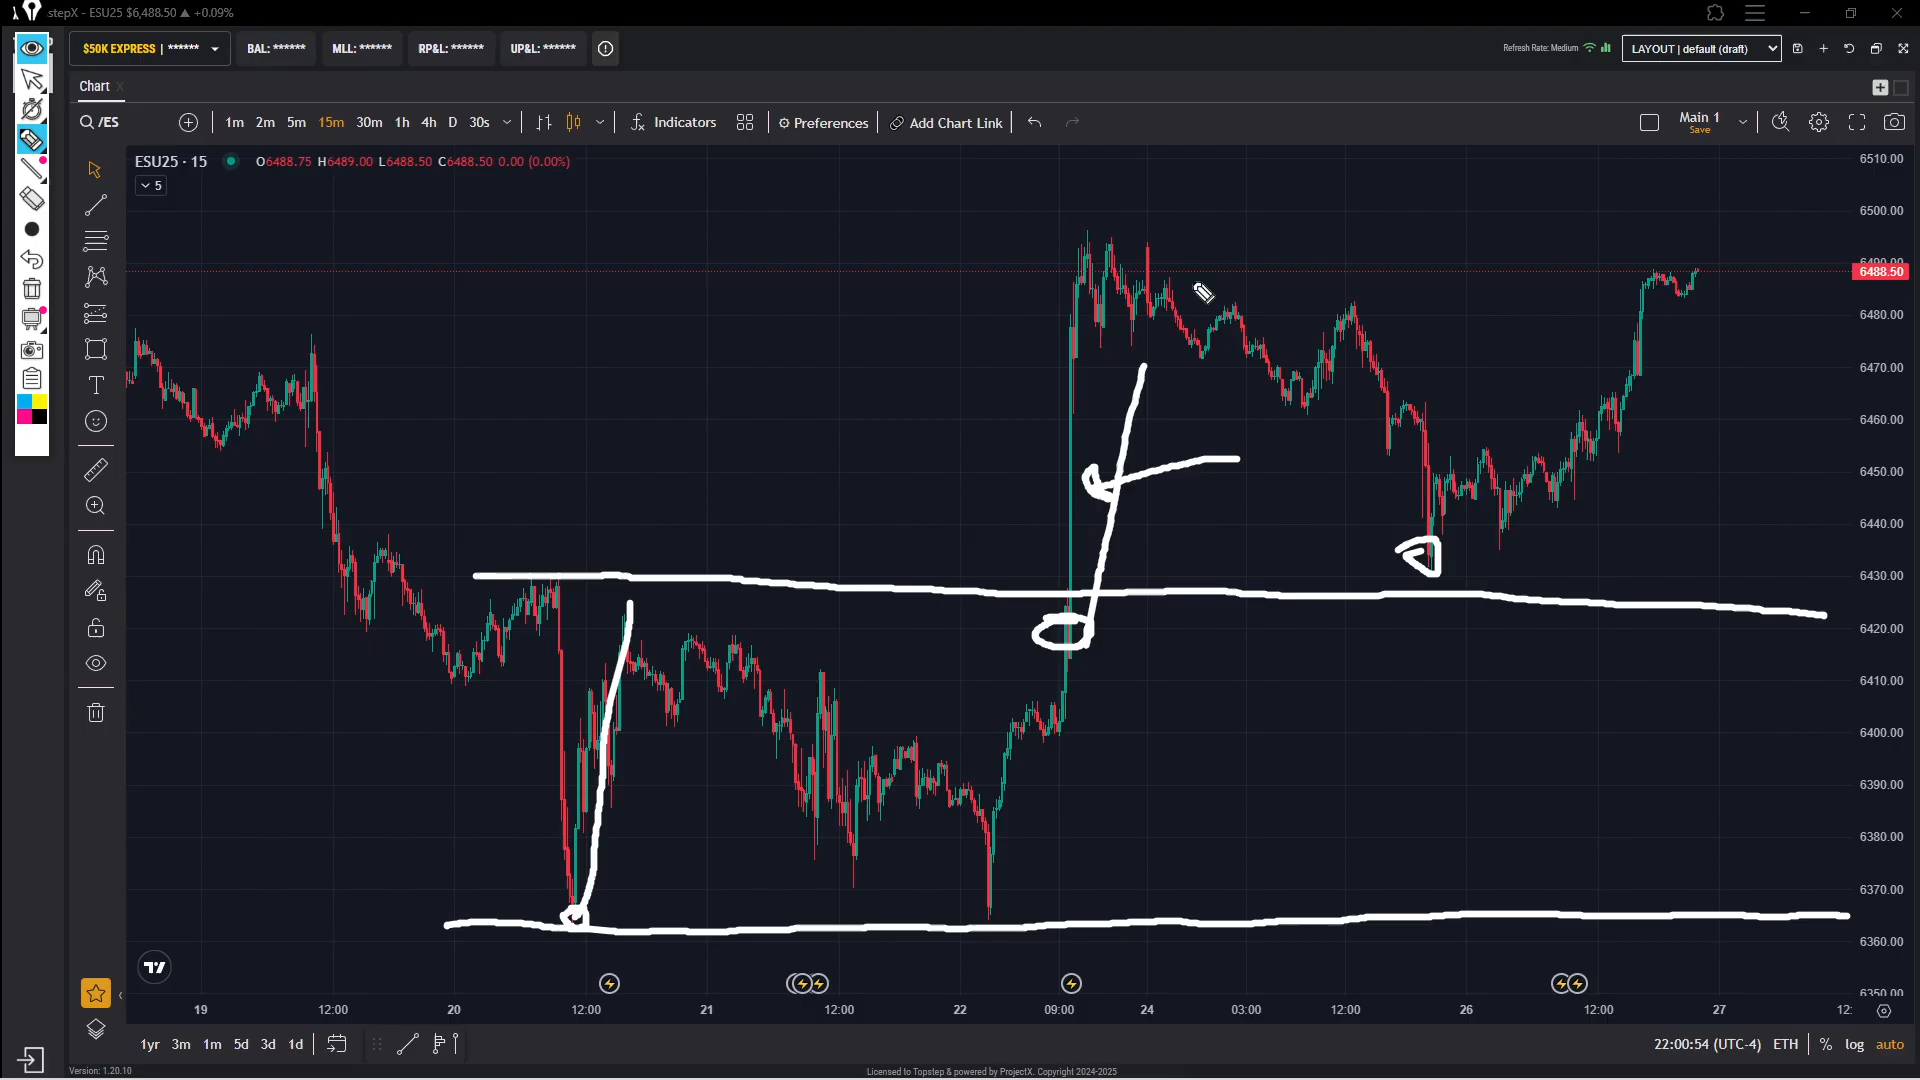 stepX - ESU25 $6,488.50 ▲ +0.09%
$50K EXPRESS | ****** BAL: ****** MLL: ****** RP&L: ****** UP&L: ******
Refresh Rate: Medium LAYOUT | default (draft)
Chart X
/ES 1m 2m 5m 15m 30m 1h 4h D 30s Indicators Preferences Add Chart Link Main 1
Save
ESU25 · 15 O6488.75 H6489.00 L6488.50 C6488.50 0.00 (0.00%)
5
6510.00
6500.00
6490.00
6488.50
6480.00
6470.00
6460.00
6450.00
6440.00
6430.00
6420.00
6410.00
6400.00
6390.00
6380.00
6370.00
6360.00
6350.00
19 12:00 20 12:00 21 12:00 22 09:00 24 03:00 12:00 26 12:00 27 12:
1yr 3m 1m 5d 3d 1d 22:00:54 (UTC-4) ETH % log auto
Version: 1.20.10 Licensed to Topstep & powered by ProjectX. Copyright 2024-2025